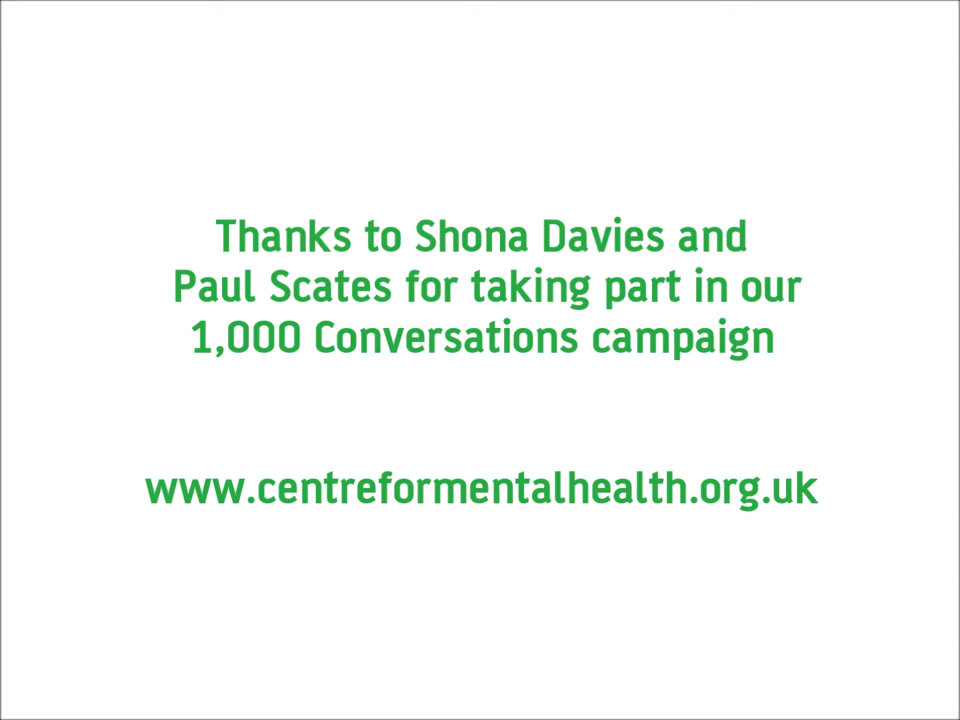 Thanks to Shona Davies and
Paul Scates for taking part in our
1,000 Conversations campaign
www.centreformentalhealth.org.uk